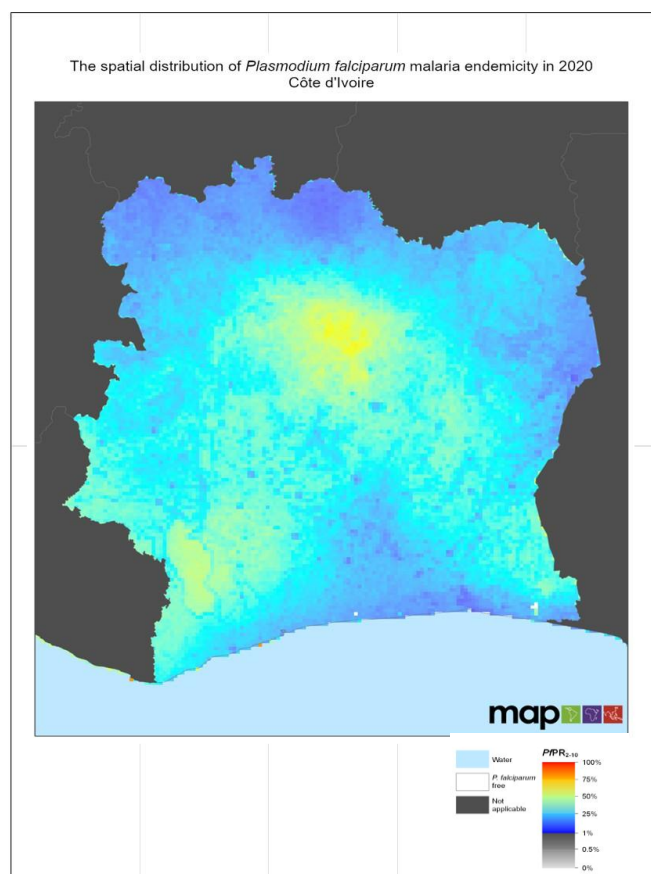 The spatial distribution of Plasmodium falciparum malaria endemicity in 2020
Côte d'Ivoire
map
Water
P. falciparum
free
Not
applicable
PfPR2-10
100%
75%
50%
25%
1%
0.5%
0%